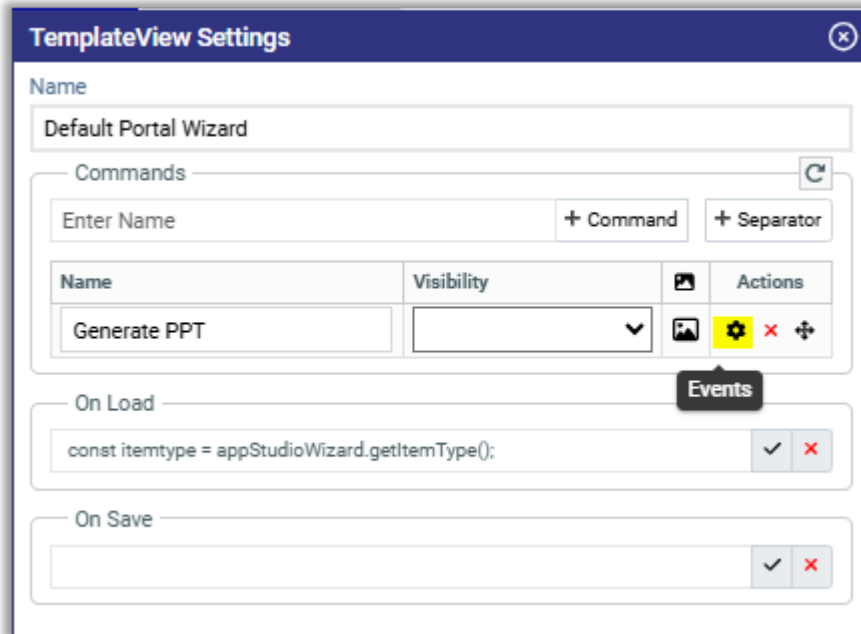 TemplateView Settings
Name
Default Portal Wizard
Commands
Enter Name
+ Command
+ Separator
Name Visibility Actions
Generate PPT
Events
On Load
const itemtype = appStudioWizard.getItemType();
On Save